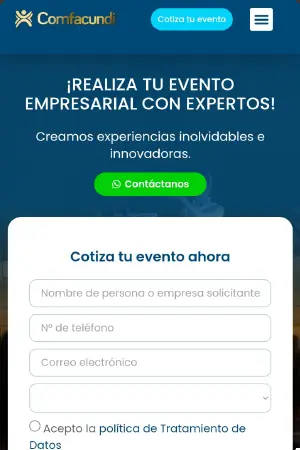 Comfacundi
Cotiza tu evento
¡REALIZA TU EVENTO
EMPRESARIAL CON EXPERTOS!
Creamos experiencias inolvidables e
innovadoras.
Contáctanos
Cotiza tu evento ahora
Nombre de persona o empresa solicitante
N° de teléfono
Correo electrónico
Acepto la política de Tratamiento de
Datos